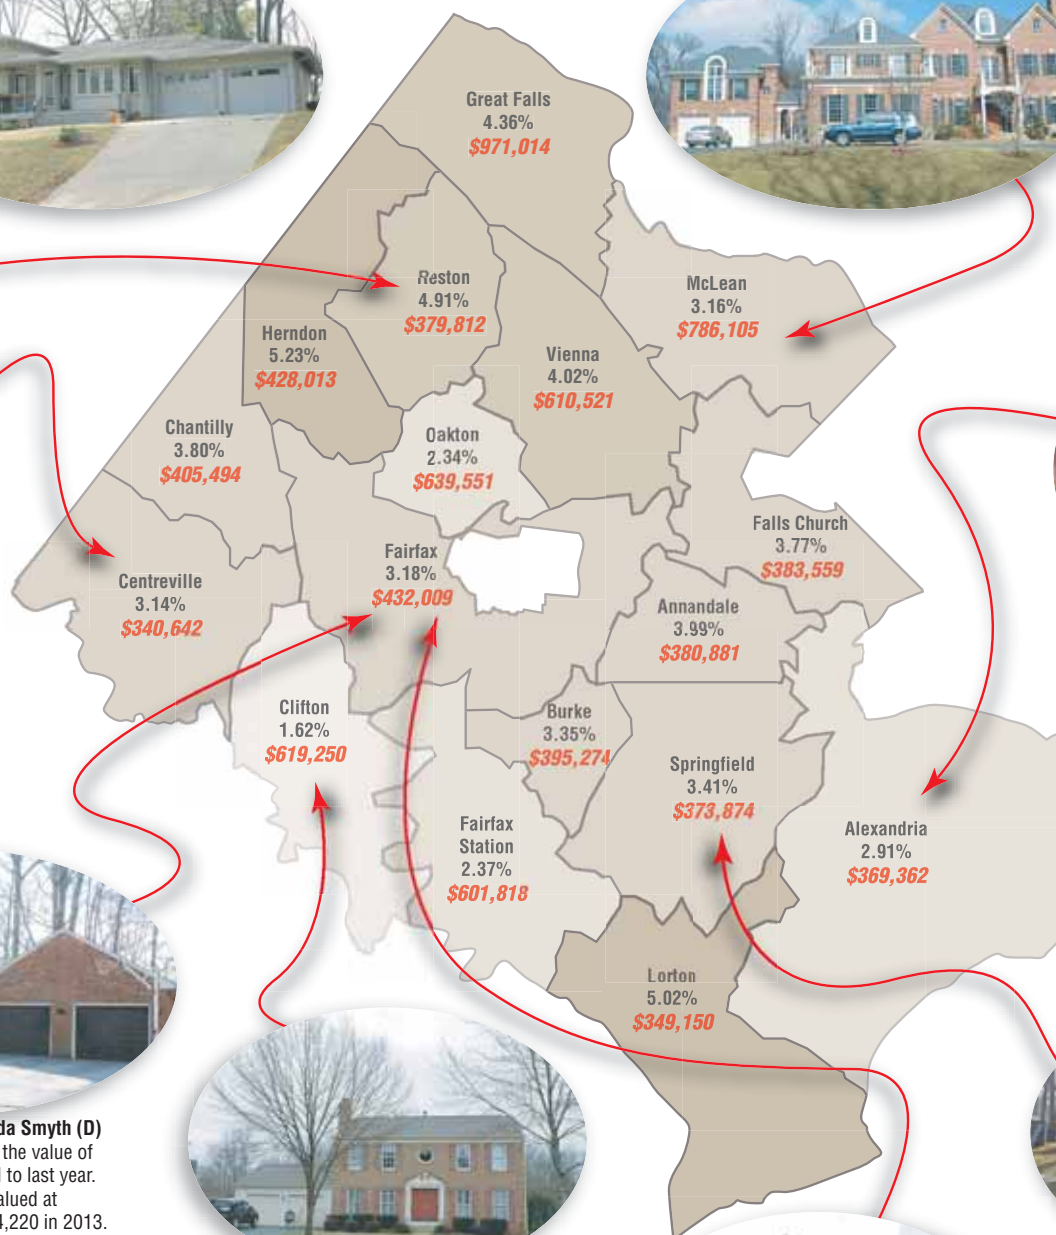 Great Falls
4.36%
$971,014
Reston
4.91%
$379,812
McLean
3.16%
$786,105
Herndon
5.23%
$428,013
Vienna
4.02%
$610,521
Chantilly
3.80%
$405,494
Oakton
2.34%
$639,551
Falls Church
3.77%
$383,559
Fairfax
3.18%
$432,009
Centreville
3.14%
$340,642
Annandale
3.99%
$380,881
Clifton
1.62%
$619,250
Burke
3.35%
$395,274
Springfield
3.41%
$373,874
Fairfax
Station
2.37%
$601,818
Alexandria
2.91%
$369,362
Lorton
5.02%
$349,150
da Smyth (D)
the value of
to last year.
alued at
4,220 in 2013.